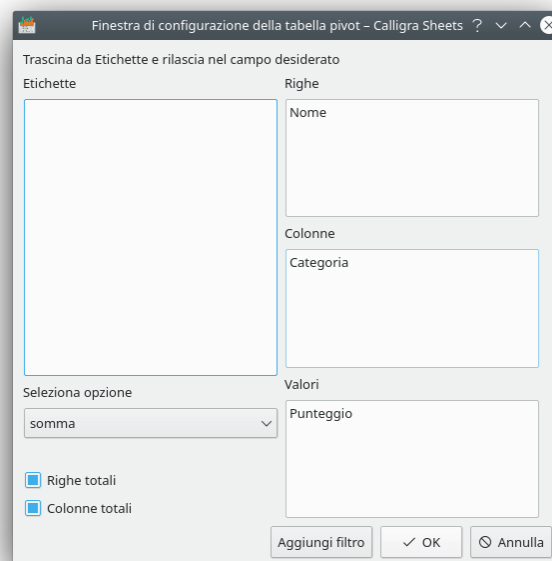 Finestra di configurazione della tabella pivot – Calligra Sheets
Trascina da Etichette e rilascia nel campo desiderato
Etichette
Righe
Nome
Colonne
Categoria
Seleziona opzione
somma
Valori
Punteggio
Righe totali
Colonne totali
Aggiungi filtro
OK
Annulla